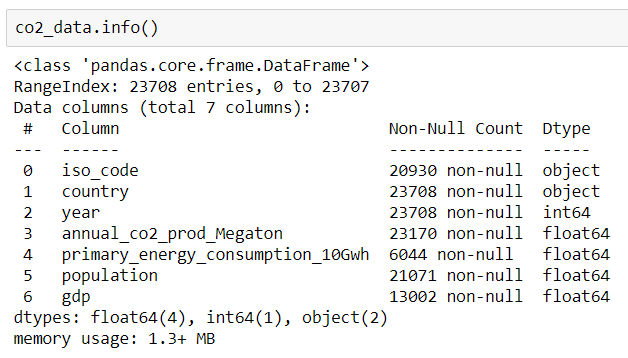 co2_data.info()
<class 'pandas.core.frame.DataFrame'>
RangeIndex: 23708 entries, 0 to 23707
Data columns (total 7 columns):
 #   Column                         Non-Null Count  Dtype
---  ------                         --------------  -----
 0   iso_code                       20930 non-null  object
 1   country                        23708 non-null  object
 2   year                           23708 non-null  int64
 3   annual_co2_prod_Megaton        23170 non-null  float64
 4   primary_energy_consumption_10Gwh  6044 non-null   float64
 5   population                     21071 non-null  float64
 6   gdp                            13002 non-null  float64
dtypes: float64(4), int64(1), object(2)
memory usage: 1.3+ MB